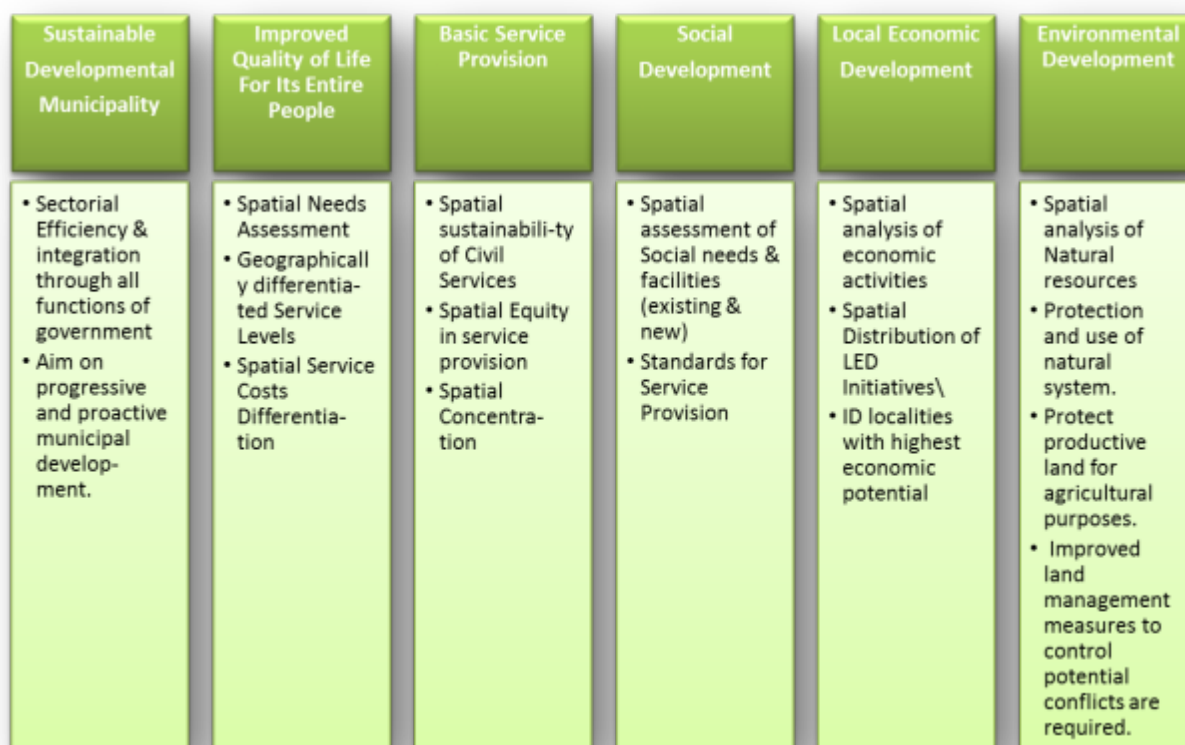 Sustainable
Developmental
Municipality
• Sectorial
Efficiency &
integration
through all
functions of
government
• Aim on
progressive
and proactive
municipal
develop-
ment.
Improved
Quality of Life
For Its Entire
People
• Spatial Needs
Assessment
• Geographicall
y differentia-
ted Service
Levels
• Spatial Service
Costs
Differentia-
tion
Basic Service
Provision
• Spatial
sustainabili-ty
of Civil
Services
• Spatial Equity
in service
provision
• Spatial
Concentra-
tion
Social
Development
• Spatial
assessment of
Social needs &
facilities
(existing &
new)
• Standards for
Service
Provision
Local Economic
Development
• Spatial
analysis of
economic
activities
• Spatial
Distribution of
LED
Initiatives\
• ID localities
with highest
economic
potential
Environmental
Development
• Spatial
analysis of
Natural
resources
• Protection
and use of
natural
system.
• Protect
productive
land for
agricultural
purposes.
• Improved
land
management
measures to
control
potential
conflicts are
required.